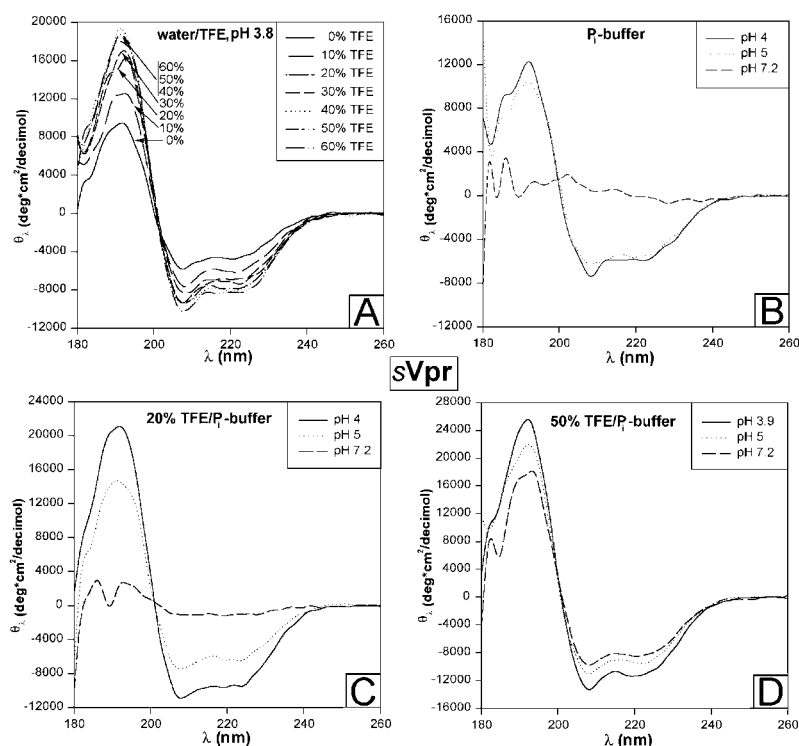 water/TFE, pH 3.8
0% TFE
10% TFE
20% TFE
30% TFE
40% TFE
50% TFE
60% TFE
60%
50%
40%
30%
20%
10%
0%
20000
16000
12000
8000
4000
0
-4000
-8000
-12000
θλ (deg*cm²/decimol)
180 200 220 240 260
λ (nm)
A
Pi-buffer
pH 4
pH 5
pH 7.2
20000
16000
12000
8000
4000
0
-4000
-8000
-12000
θλ (deg*cm²/decimol)
180 200 220 240 260
λ (nm)
B
sVpr
20% TFE/Pi-buffer
pH 4
pH 5
pH 7.2
24000
20000
16000
12000
8000
4000
0
-4000
-8000
-12000
θλ (deg*cm²/decimol)
180 200 220 240 260
λ (nm)
C
50% TFE/Pi-buffer
pH 3.9
pH 5
pH 7.2
28000
24000
20000
16000
12000
8000
4000
0
-4000
-8000
-12000
-16000
θλ (deg*cm²/decimol)
180 200 220 240 260
λ (nm)
D